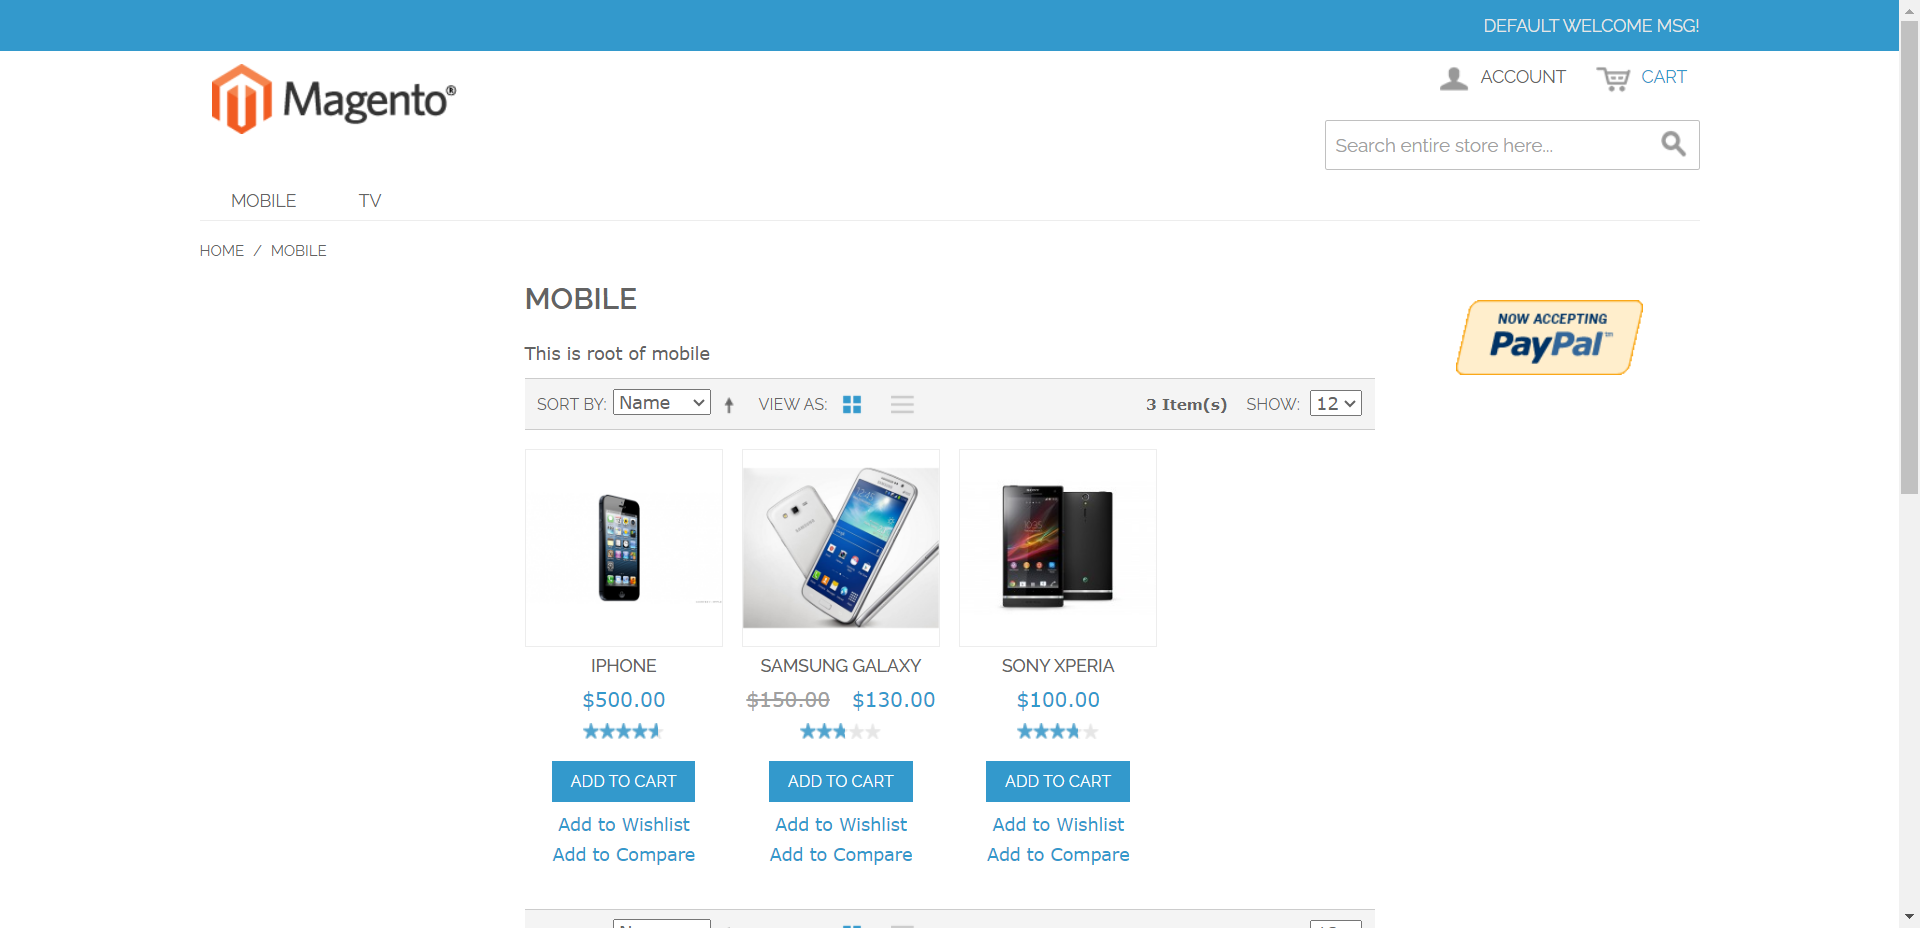 DEFAULT WELCOME MSG!
Magento®
ACCOUNT CART
Search entire store here...
MOBILE TV
HOME / MOBILE
MOBILE
NOW ACCEPTING
PayPal™
This is root of mobile
SORT BY: Name VIEW AS: 3 Item(s) SHOW: 12
IPHONE SAMSUNG GALAXY SONY XPERIA
$500.00 $150.00 $130.00 $100.00
ADD TO CART ADD TO CART ADD TO CART
Add to Wishlist Add to Wishlist Add to Wishlist
Add to Compare Add to Compare Add to Compare